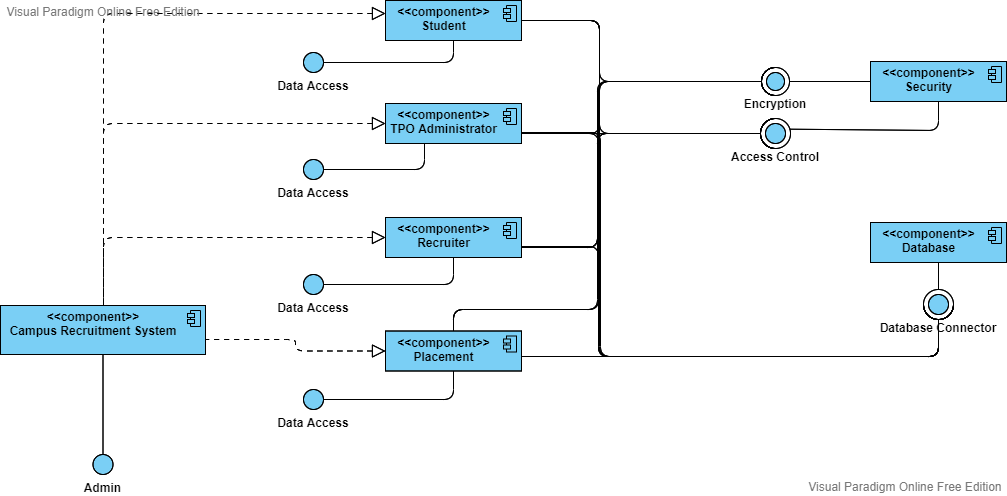 Visual Paradigm Online Free Edition
<<component>>
Student
Data Access
<<component>>
TPO Administrator
Data Access
<<component>>
Recruiter
Data Access
<<component>>
Campus Recruitment System
<<component>>
Placement
Data Access
Admin
Encryption
<<component>>
Security
Access Control
<<component>>
Database
Database Connector
Visual Paradigm Online Free Edition